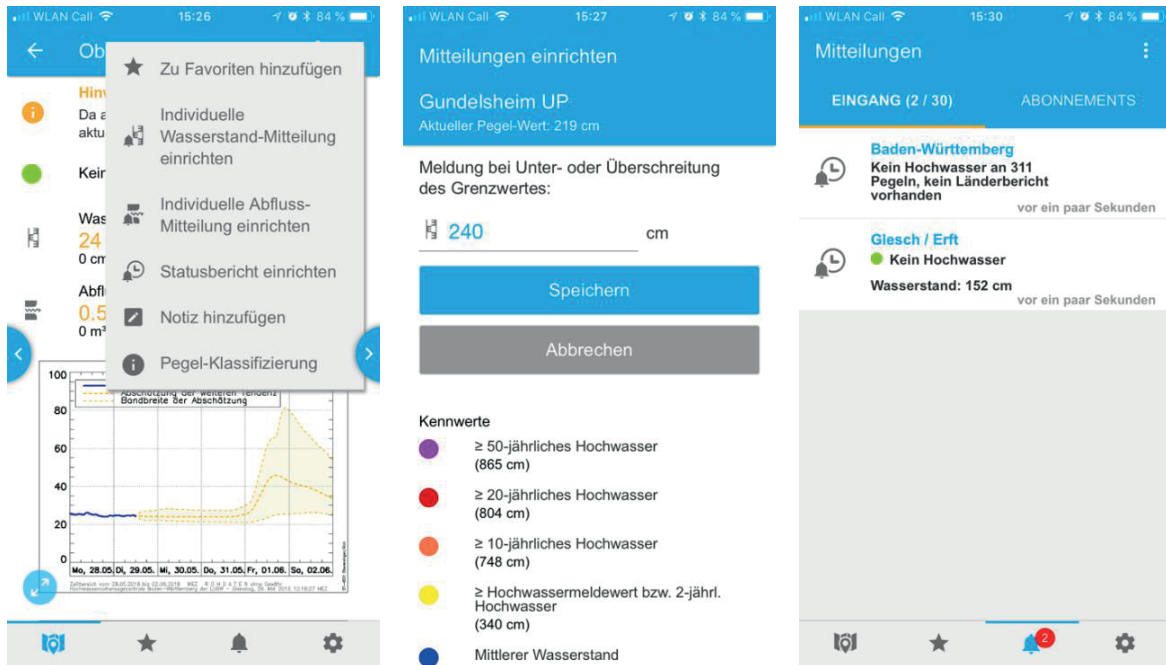 WLAN Call 15:26 84 %
Ob
Zu Favoriten hinzufügen
Individuelle
Wasserstand-Mitteilung
einrichten
Individuelle Abfluss-
Mitteilung einrichten
Statusbericht einrichten
Notiz hinzufügen
Pegel-Klassifizierung
Hinw
Da a
aktu
Kein
Was
24
0 cm
Abfl
0.5
0 m³
Abschätzung der weiteren Tendenz
Bandbreite der Abschätzung
100
80
60
40
20
0
Mo, 28.05. Di, 29.05. Mi, 30.05. Do, 31.05. Fr, 01.06. Sa, 02.06.
WLAN Call 15:27 84 %
Mitteilungen einrichten
Gundelsheim UP
Aktueller Pegel-Wert: 219 cm
Meldung bei Unter- oder Überschreitung
des Grenzwertes:
240 cm
Speichern
Abbrechen
Kennwerte
≥ 50-jährliches Hochwasser
(865 cm)
≥ 20-jährliches Hochwasser
(804 cm)
≥ 10-jährliches Hochwasser
(748 cm)
≥ Hochwassermeldewert bzw. 2-jährl.
Hochwasser
(340 cm)
Mittlerer Wasserstand
WLAN Call 15:30 84 %
Mitteilungen
EINGANG (2 / 30) ABONNEMENTS
Baden-Württemberg
Kein Hochwasser an 311
Pegeln, kein Länderbericht
vorhanden
vor ein paar Sekunden
Glesch / Erft
Kein Hochwasser
Wasserstand: 152 cm
vor ein paar Sekunden
2